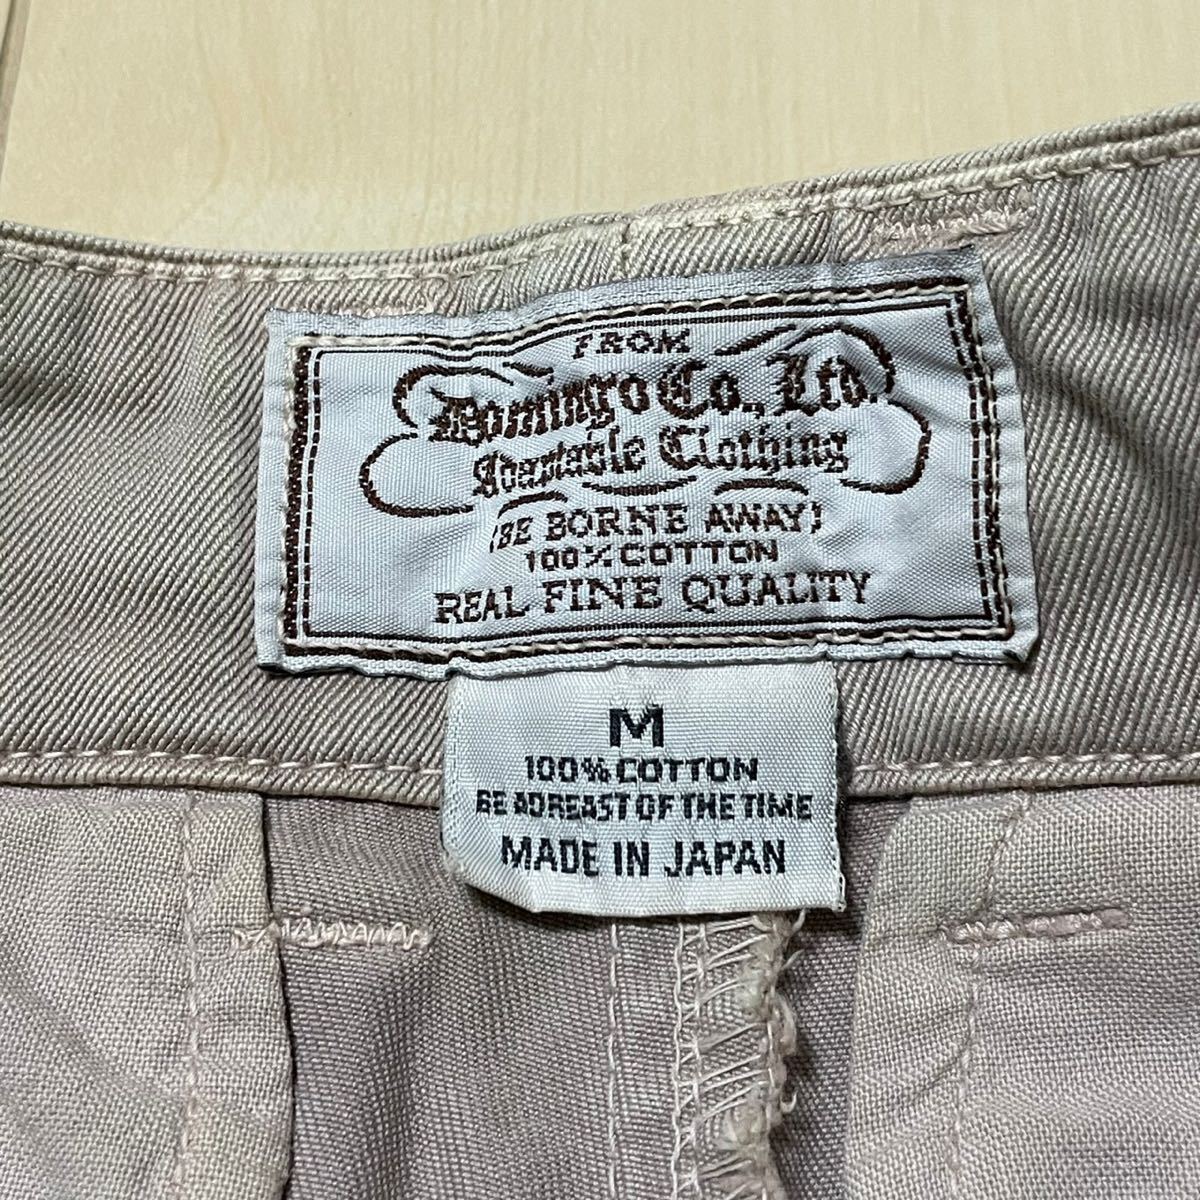 FROM
Domingo Co., Ltd.
Adaptable Clothing
(BE BORNE AWAY)
100%COTTON
REAL FINE QUALITY
M
100%COTTON
BE ADREAST OF THE TIME
MADE IN JAPAN